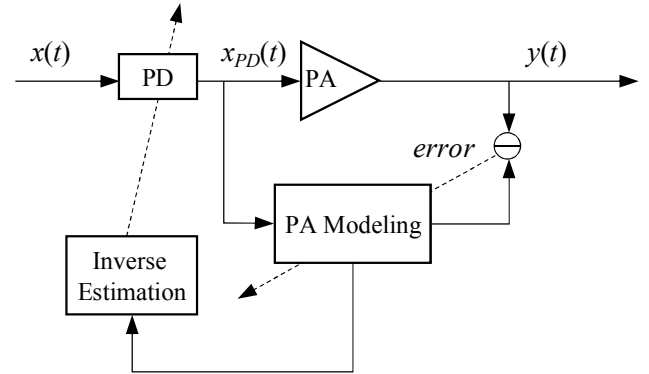 x(t)
PD
x_PD(t)
PA
y(t)
error
PA Modeling
Inverse
Estimation